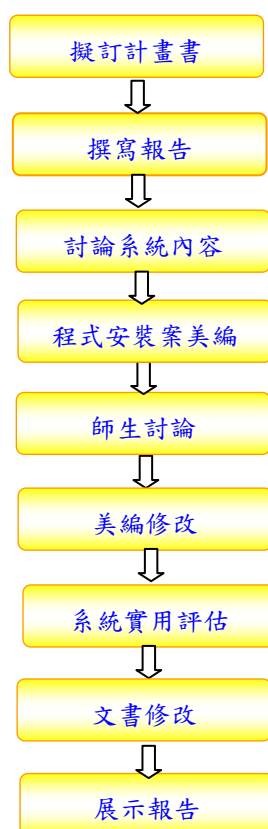 擬訂計畫書
撰寫報告
討論系統內容
程式安裝案美編
師生討論
美編修改
系統實用評估
文書修改
展示報告